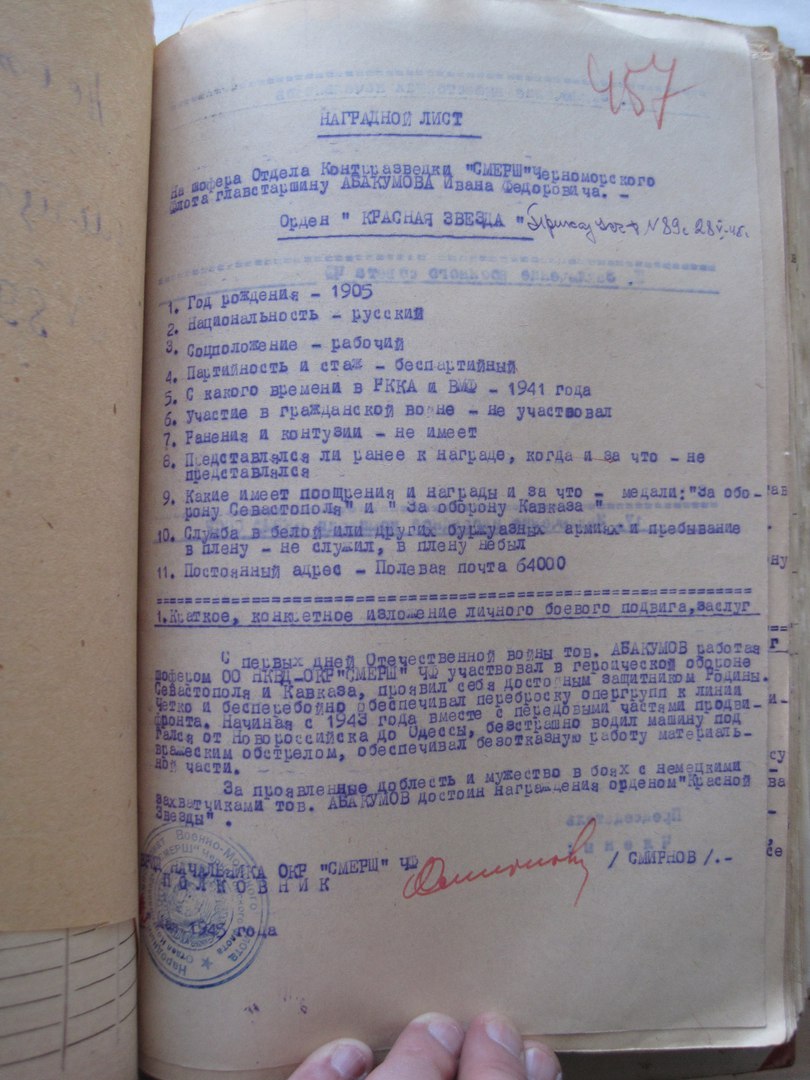 457
НАГРАДНОЙ ЛИСТ
На шофера Отдела Контрразведки "СМЕРШ"Черноморского
флота главстаршину АБАКУМОВА Ивана Федоровича. -
Орден " КРАСНАЯ ЗВЕЗДА " Приказ № 89с 28
1. Год рождения - 1905
2. Национальность - русский
3. Соцположение - рабочий
4. Партийность и стаж - беспартийный
5. С какого времени в РККА и ВМФ - 1941 года
6. Участие в гражданской войне - не участвовал
7. Ранения и контузии - не имеет
8. Представлялся ли ранее к награде, когда и за что - не
представлялся
9. Какие имеет поощрения и награды и за что - медали:"За обо-
рону Севастополя" и " За оборону Кавказа "
10. Служба в белой или других буржуазных армиях и пребывание
в плену - не служил, в плену небыл
11. Постоянный адрес - Полевая почта 64000
1.Краткое, конкретное изложение личного боевого подвига,заслуг
С первых дней Отечественной войны тов. АБАКУМОВ работая
шофером ОО НКВД-ОКР"СМЕРШ" ЧФ участвовал в героической обороне
Севастополя и Кавказа, проявил себя достойным защитником Родины.
Четко и бесперебойно обеспечивал переброску опергрупп к линии
фронта. Начиная с 1943 года вместе с передовыми частями продви-
гался от Новороссийска до Одессы, безстрашно водил машину под
вражеским обстрелом, обеспечивал безотказную работу материаль-
ной части.
За проявленные доблесть и мужество в боях с немецкими
захватчиками тов. АБАКУМОВ достоин награждения орденом"Красной
Звезды" .
ВРИД НАЧАЛЬНИКА ОКР "СМЕРШ" ЧФ
ПОЛКОВНИК
/ СМИРНОВ /.-
1945 года